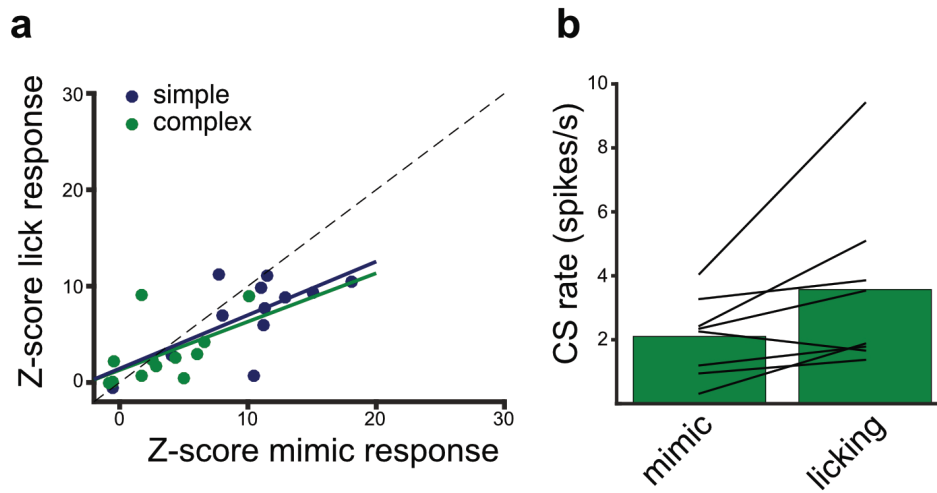 a
Z-score lick response
30
20
10
0
simple
complex
0
10
20
30
Z-score mimic response
b
CS rate (spikes/s)
10
8
6
4
2
mimic
licking